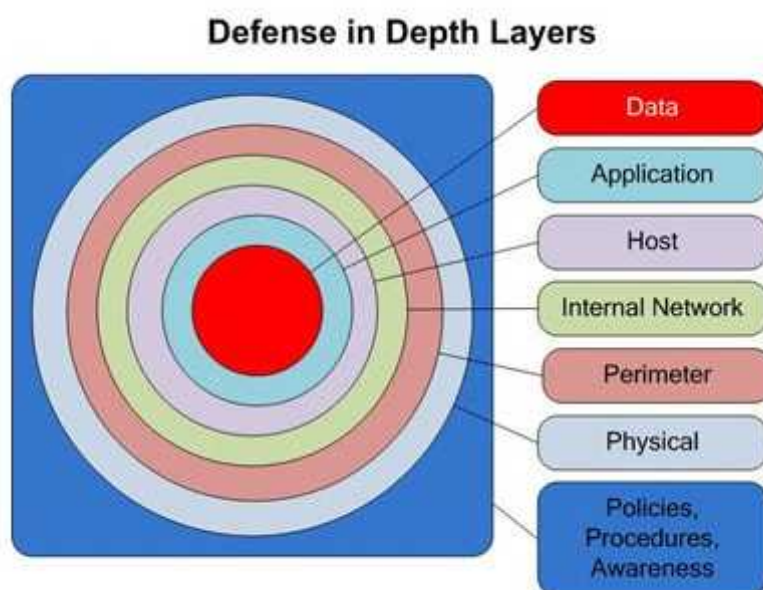 Defense in Depth Layers
Data
Application
Host
Internal Network
Perimeter
Physical
Policies,
Procedures,
Awareness